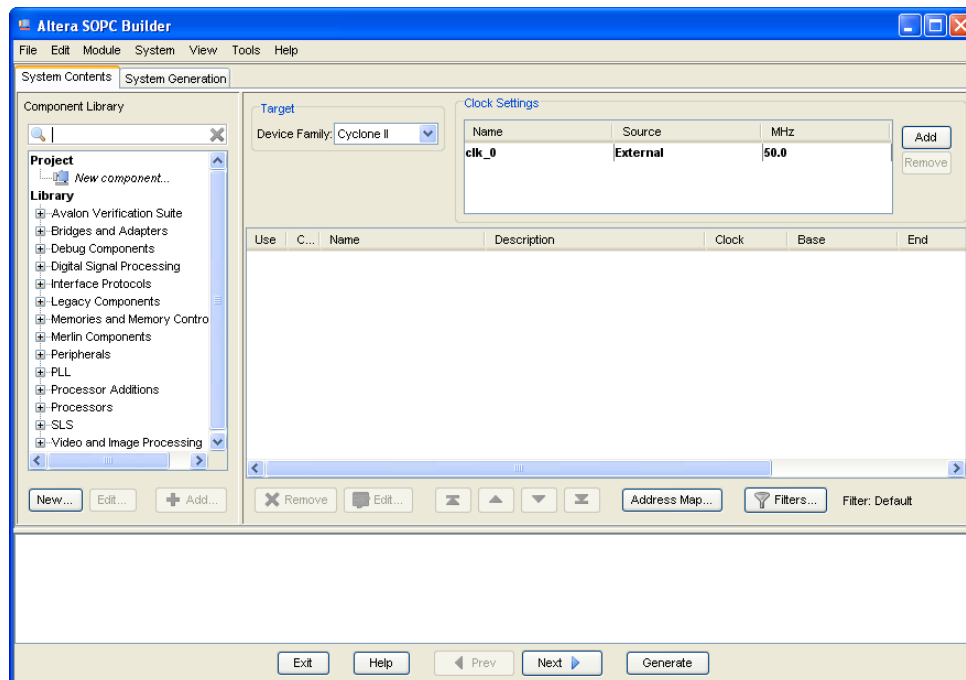 Altera SOPC Builder
File Edit Module System View Tools Help
System Contents System Generation
Component Library
Project
New component...
Library
Avalon Verification Suite
Bridges and Adapters
Debug Components
Digital Signal Processing
Interface Protocols
Legacy Components
Memories and Memory Contro
Merlin Components
Peripherals
PLL
Processor Additions
Processors
SLS
Video and Image Processing
New... Edit... Add...
Target
Device Family: Cyclone II
Clock Settings
Name Source MHz
clk_0 External 50.0
Add
Remove
Use C... Name Description Clock Base End
Remove Edit... Address Map... Filters... Filter: Default
Exit Help Prev Next Generate